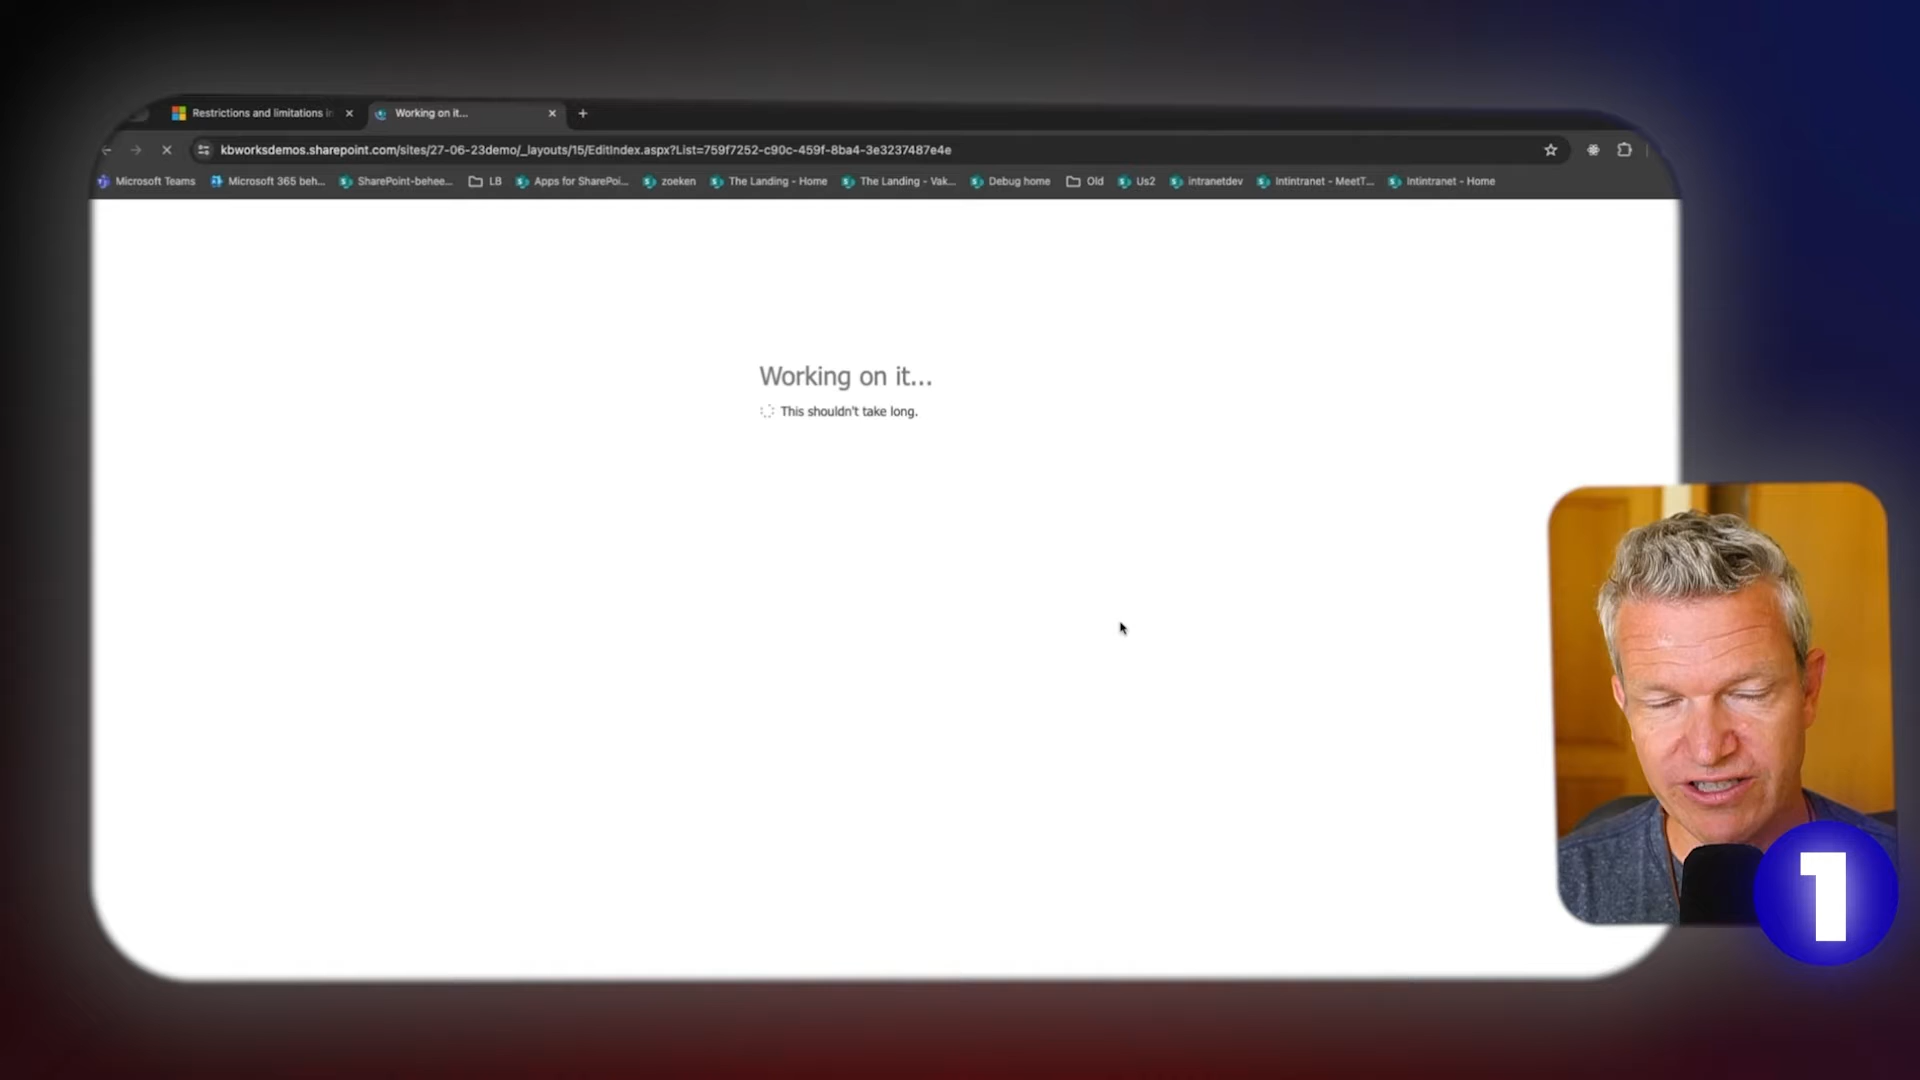 Restrictions and limitations in
Working on it...
kbworksdemos.sharepoint.com/sites/27-06-23demo/_layouts/15/EditIndex.aspx?List=759f7252-c90c-459f-8ba4-3e3237487e4e
Microsoft Teams Microsoft 365 beh... SharePoint-behee... LB Apps for SharePoi... zoeken The Landing - Home The Landing - Vak... Debug home Old Us2 intranetdev Intintranet - MeetT... Intintranet - Home
Working on it...
This shouldn't take long.
1